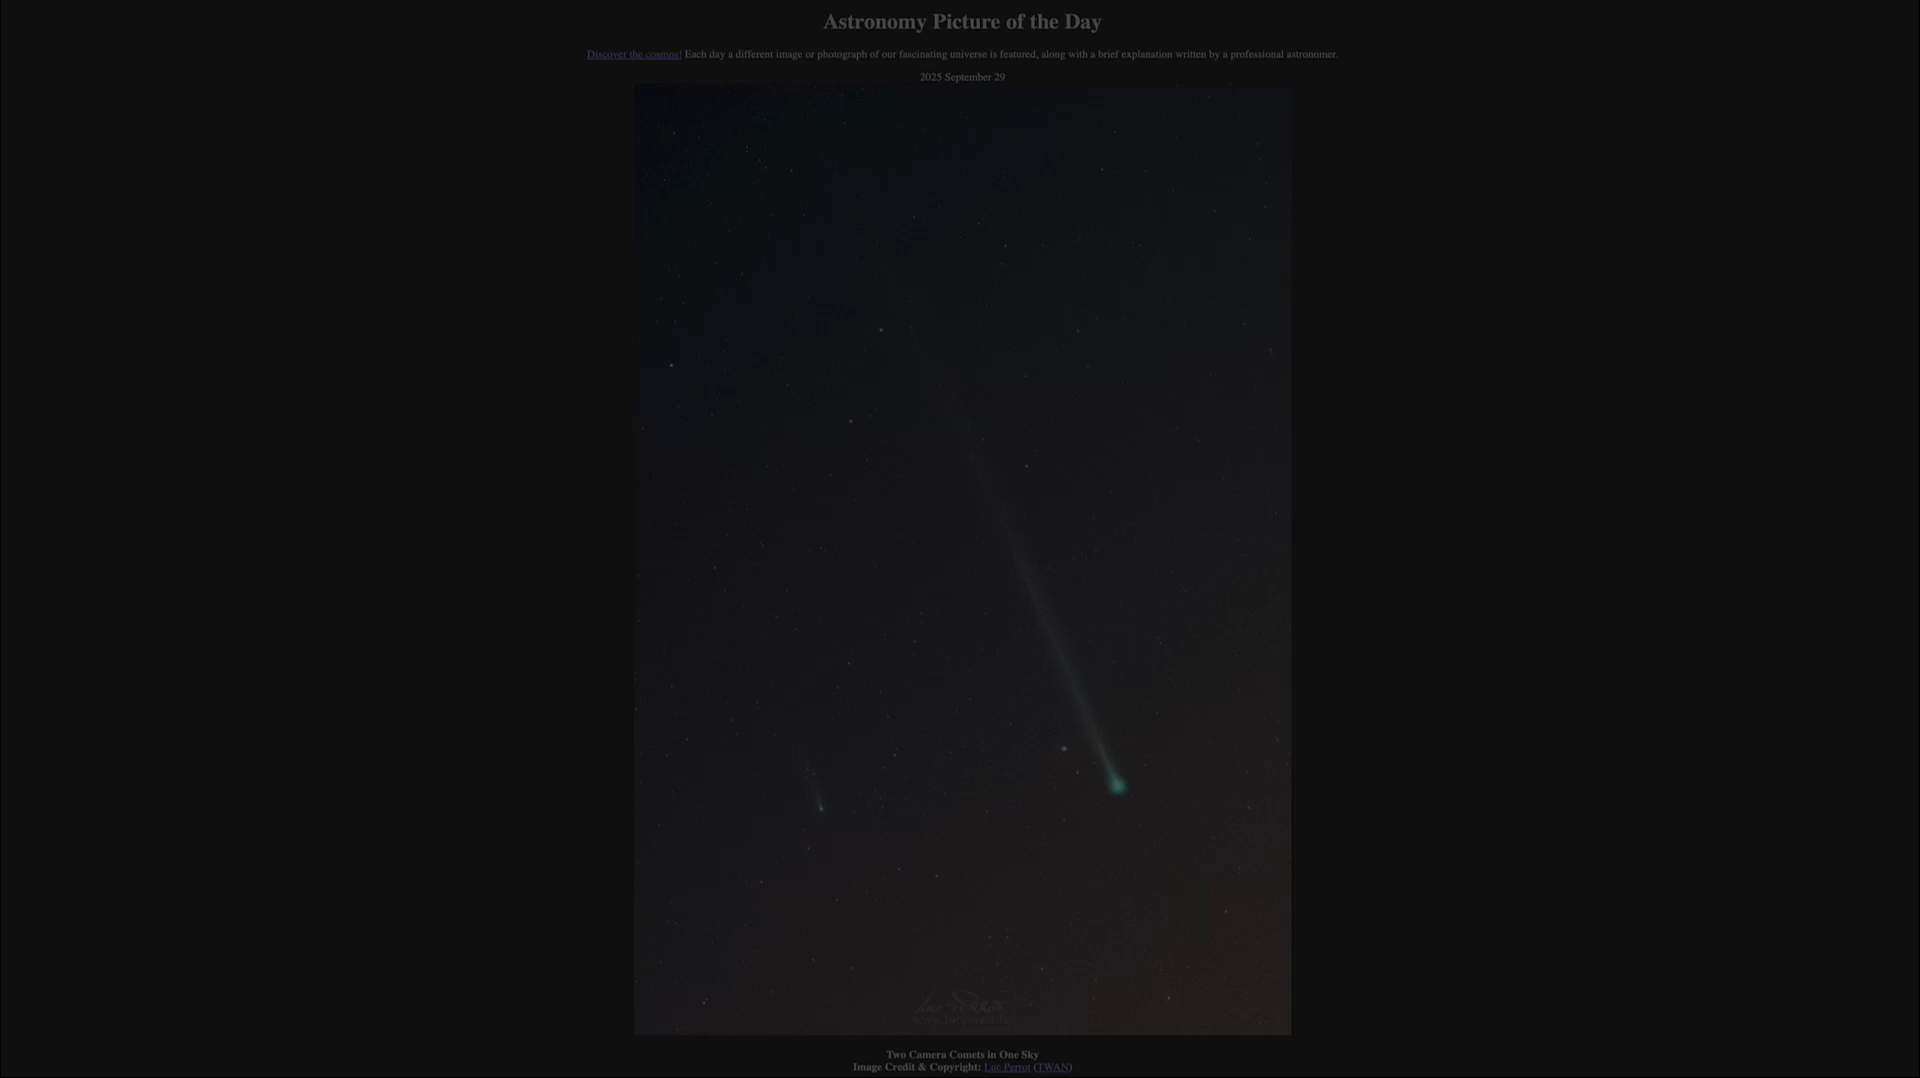 Astronomy Picture of the Day
Discover the cosmos! Each day a different image or photograph of our fascinating universe is featured, along with a brief explanation written by a professional astronomer.
2025 September 29
Two Camera Comets in One Sky
Image Credit & Copyright: Luc Perrot (TWAN)